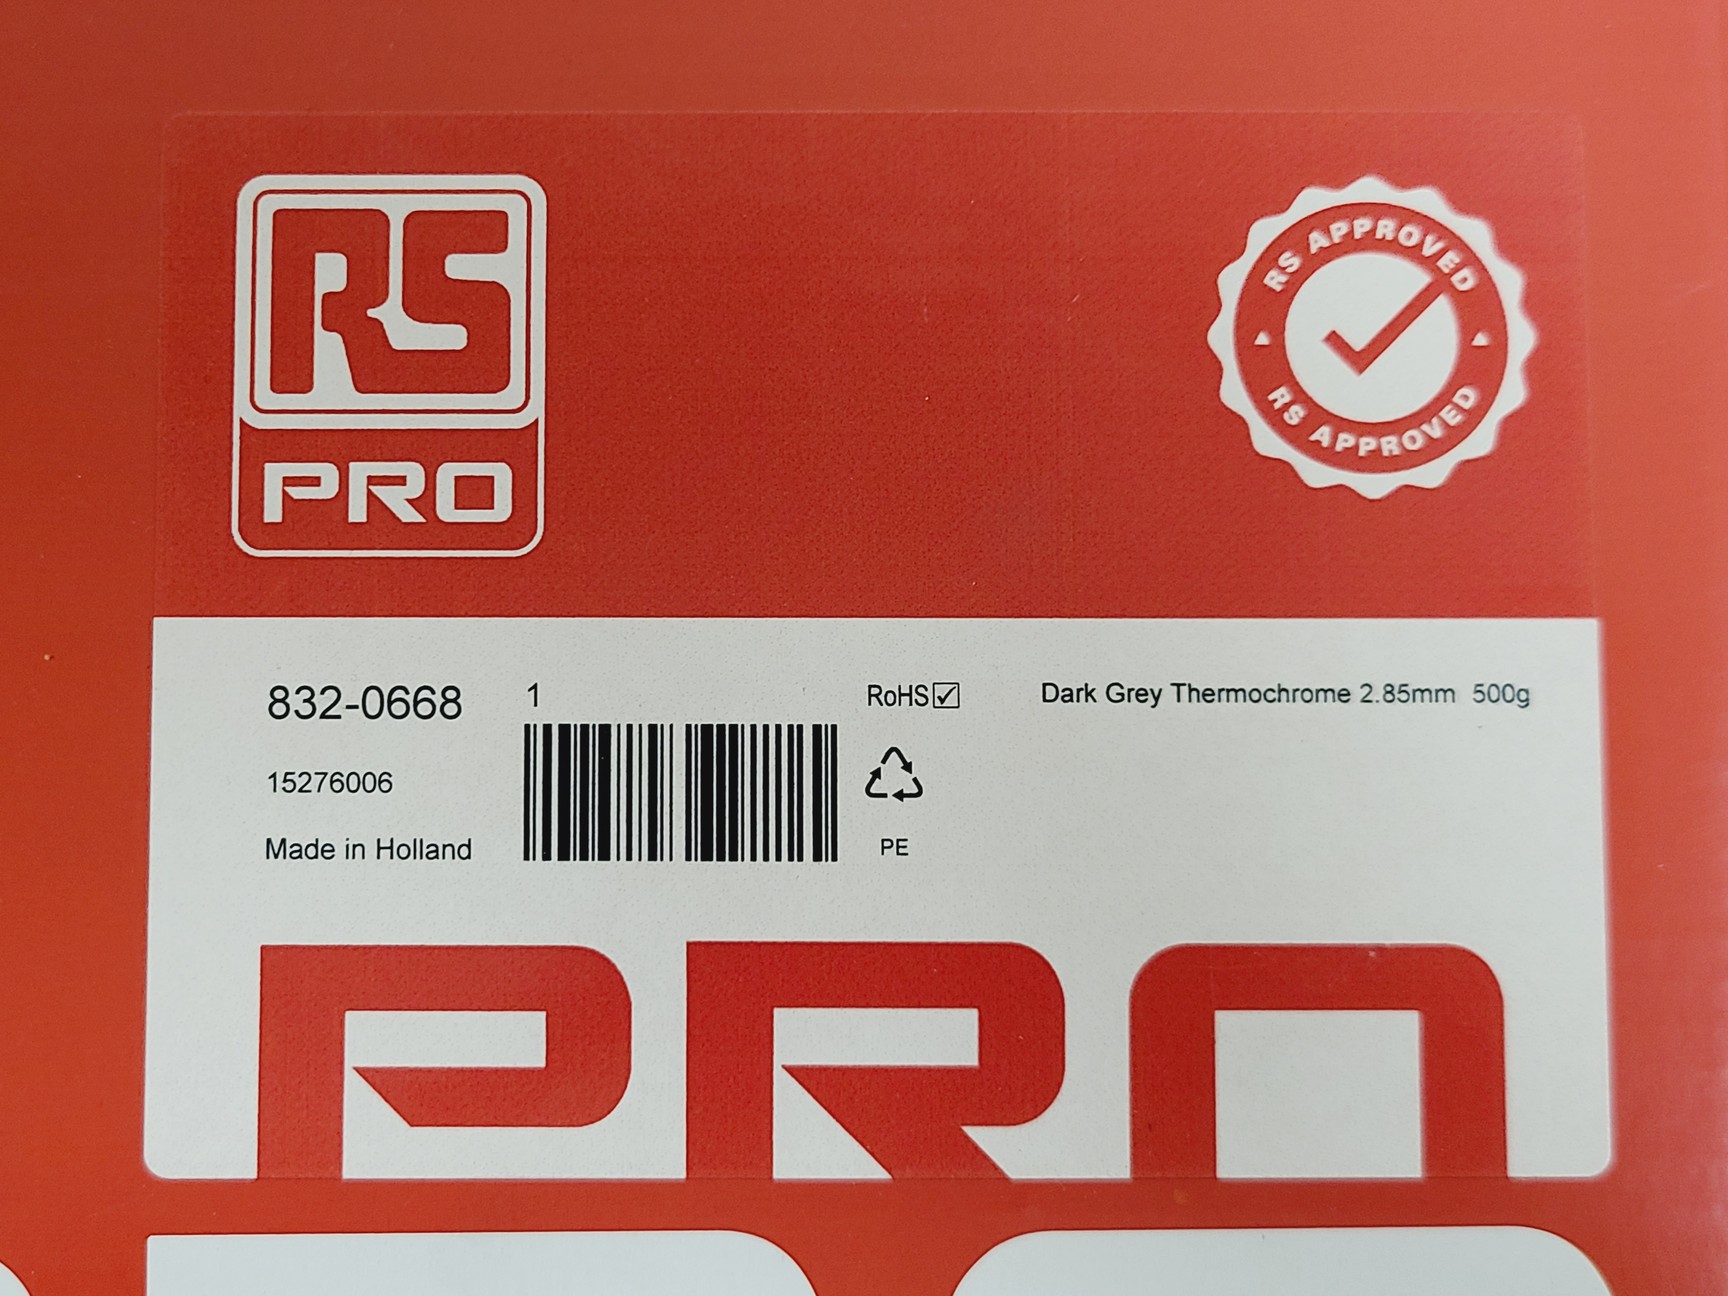 RS
PRO
RS APPROVED
RS APPROVED
832-0668
1
RoHS
Dark Grey Thermochrome 2.85mm 500g
15276006
Made in Holland
PE
PRO